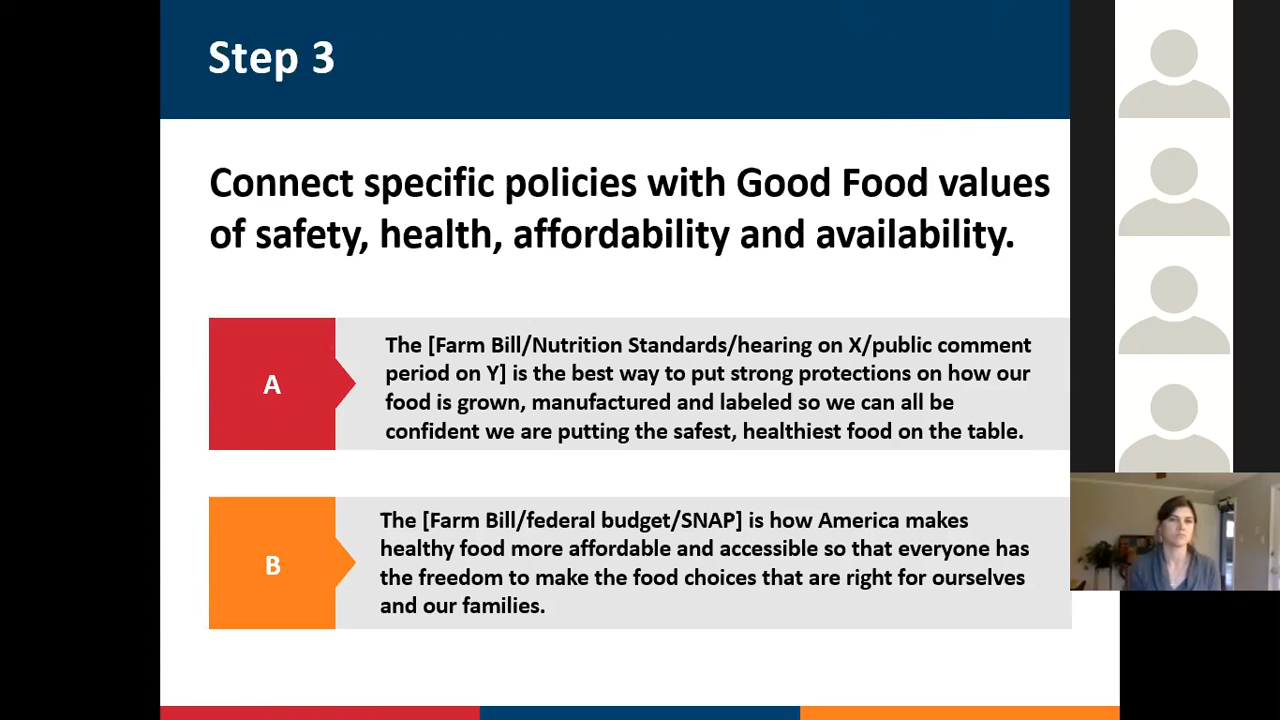 Step 3
Connect specific policies with Good Food values
of safety, health, affordability and availability.
A
The [Farm Bill/Nutrition Standards/hearing on X/public comment
period on Y] is the best way to put strong protections on how our
food is grown, manufactured and labeled so we can all be
confident we are putting the safest, healthiest food on the table.
B
The [Farm Bill/federal budget/SNAP] is how America makes
healthy food more affordable and accessible so that everyone has
the freedom to make the food choices that are right for ourselves
and our families.